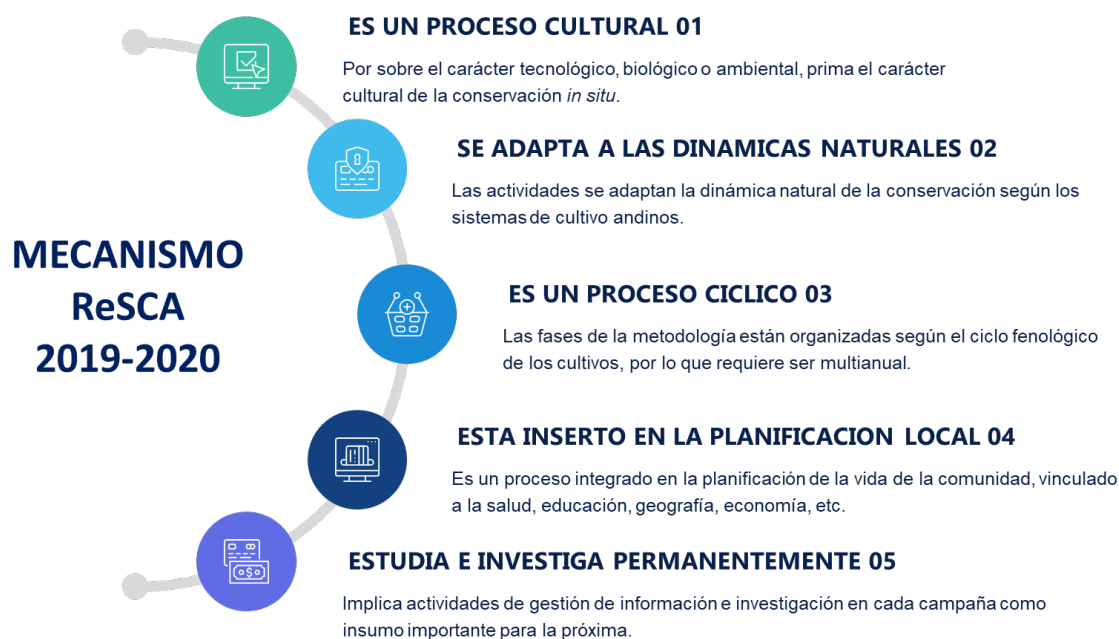 MECANISMO
ReSCA
2019-2020
ES UN PROCESO CULTURAL 01
Por sobre el carácter tecnológico, biológico o ambiental, prima el carácter
cultural de la conservación in situ.
SE ADAPTA A LAS DINAMICAS NATURALES 02
Las actividades se adaptan la dinámica natural de la conservación según los
sistemas de cultivo andinos.
ES UN PROCESO CICLICO 03
Las fases de la metodología están organizadas según el ciclo fenológico
de los cultivos, por lo que requiere ser multianual.
ESTA INSERTO EN LA PLANIFICACION LOCAL 04
Es un proceso integrado en la planificación de la vida de la comunidad, vinculado
a la salud, educación, geografía, economía, etc.
ESTUDIA E INVESTIGA PERMANENTEMENTE 05
Implica actividades de gestión de información e investigación en cada campaña como
insumo importante para la próxima.